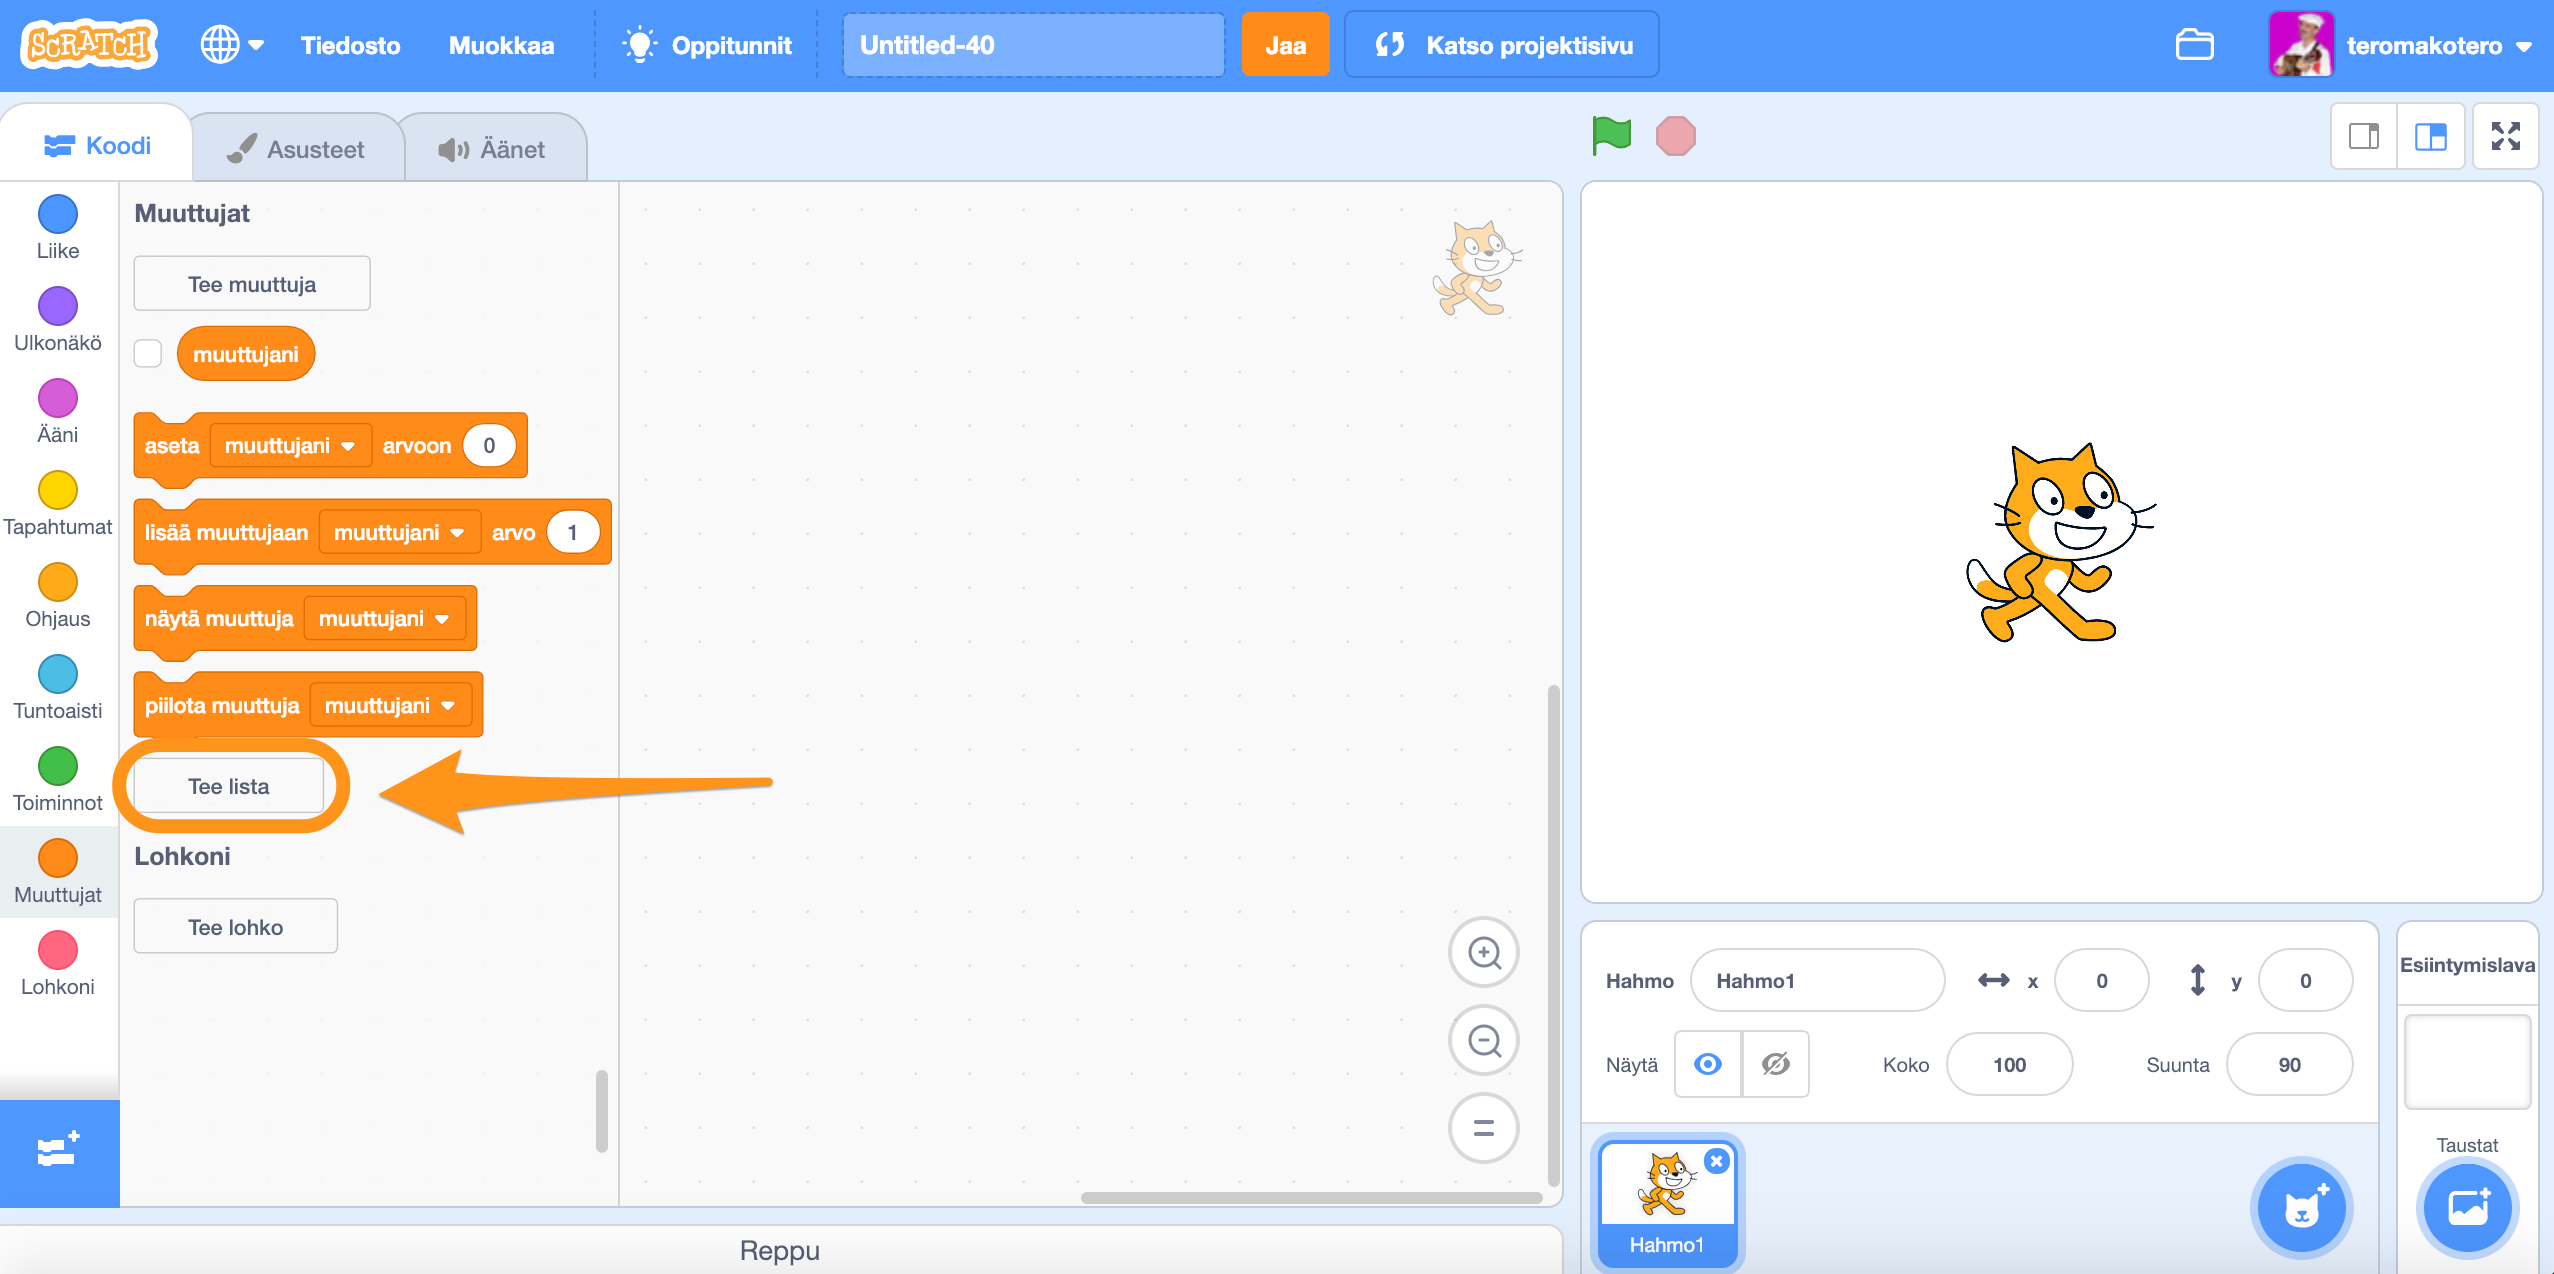 SCRATCH
Tiedosto
Muokkaa
Oppitunnit
Untitled-40
Jaa
Katso projektisivu
teromakotero
Koodi
Asusteet
Äänet
Liike
Ulkonäkö
Ääni
Tapahtumat
Ohjaus
Tuntoaisti
Toiminnot
Muuttujat
Lohkoni
Muuttujat
Tee muuttuja
muuttujani
aseta muuttujani arvoon 0
lisää muuttujaan muuttujani arvo 1
näytä muuttuja muuttujani
piilota muuttuja muuttujani
Tee lista
Lohkoni
Tee lohko
Reppu
Hahmo Hahmo1 x 0 y 0
Näytä Koko 100 Suunta 90
Hahmo1
Esiintymislava
Taustat